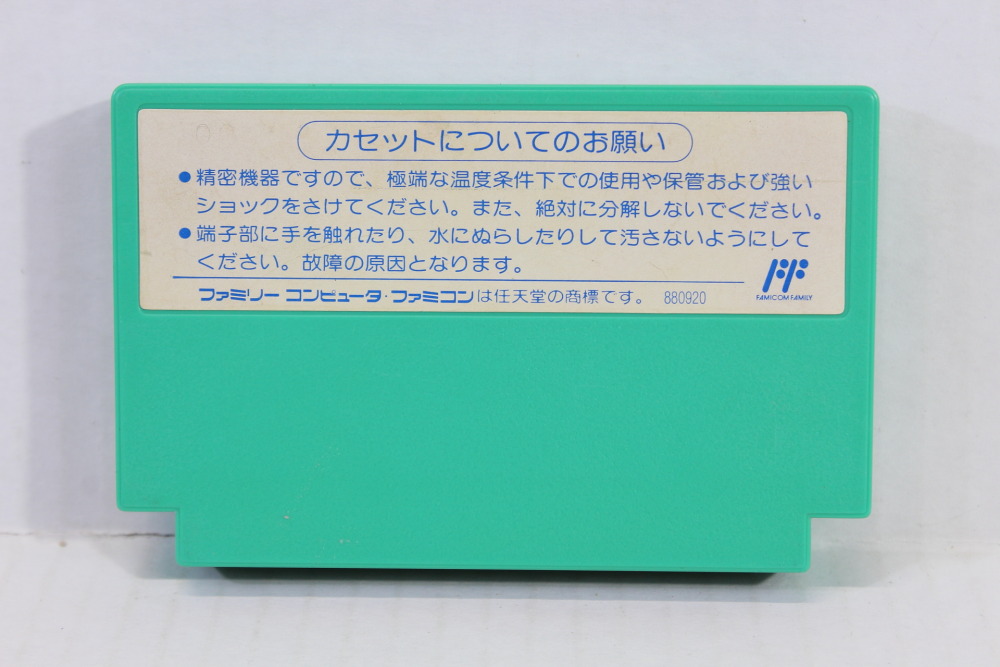 カセットについてのお願い
●精密機器ですので、極端な温度条件下での使用や保管および強い
ショックをさけてください。また、絶対に分解しないでください。
●端子部に手を触れたり、水にぬらしたりして汚さないようにして
ください。故障の原因となります。
ファミリーコンピュータ・ファミコンは任天堂の商標です。 880920
FAMICOM FAMILY